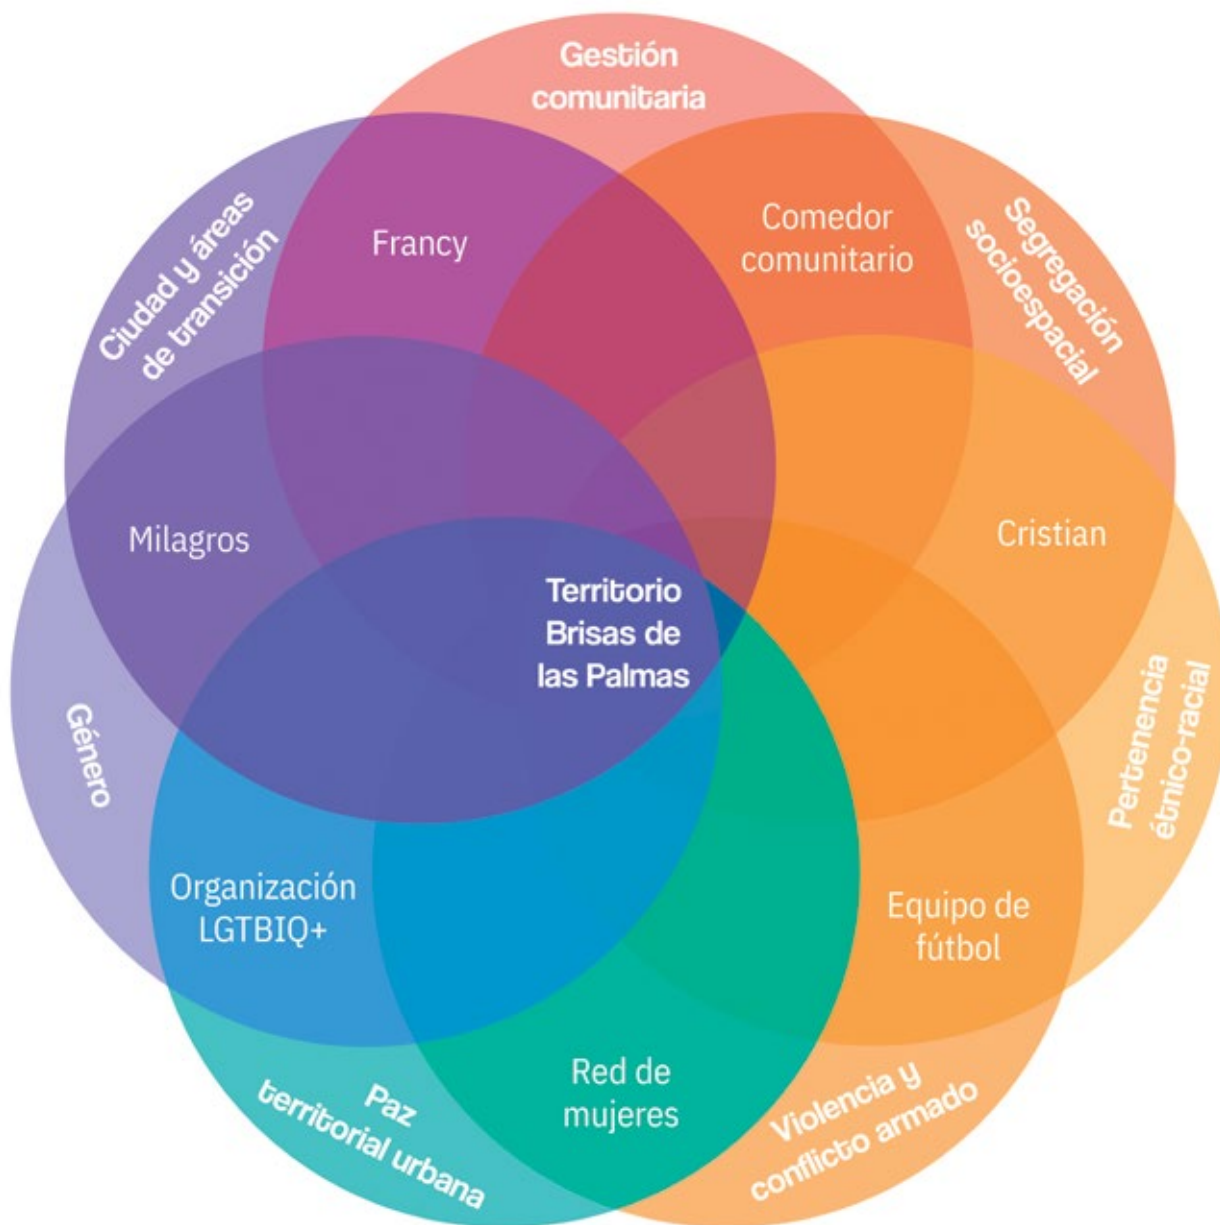 Gestión
comunitaria
Segregación
socioespacial
Pertenencia
étnico-racial
Violencia y
conflicto armado
Paz
territorial urbana
Género
Ciudad y áreas
de transición
Francy
Comedor
comunitario
Cristian
Equipo de
fútbol
Red de
mujeres
Organización
LGTBIQ+
Milagros
Territorio
Brisas de
las Palmas